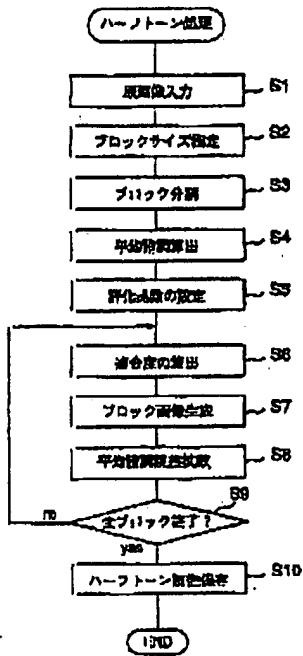 ハーフトーン処理
原画像入力 S1
ブロックサイズ指定 S2
ブロック分割 S3
平均階調算出 S4
評化関数の設定 S5
適合度の算出 S6
ブロック画像生成 S7
平均階調誤差拡散 S8
全ブロック終了? S9
no
yes
ハーフトーン画像保存 S10
END